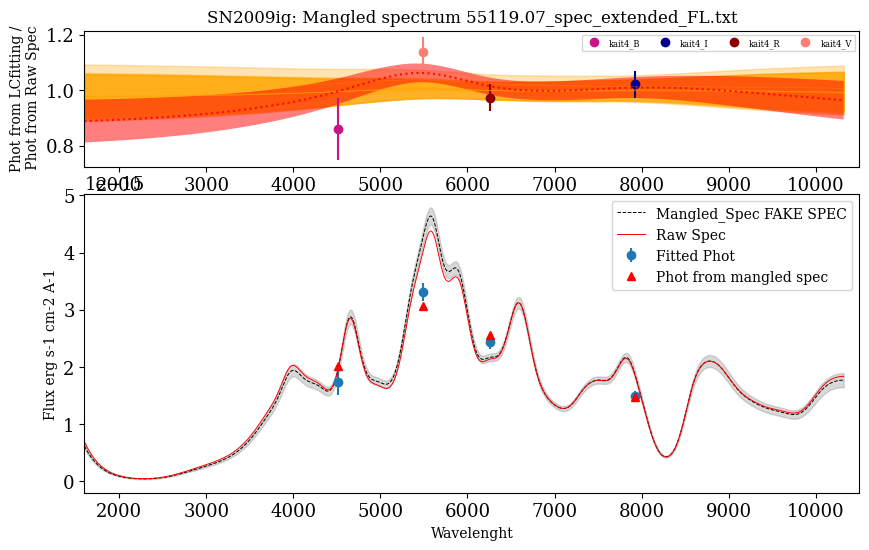 SN2009ig: Mangled spectrum 55119.07_spec_extended_FL.txt
Phot from LCfitting /
Phot from Raw Spec
1.2
1.0
0.8
kait4_B kait4_I kait4_R kait4_V
2000 3000 4000 5000 6000 7000 8000 9000 10000
1e−15
Flux erg s-1 cm-2 A-1
5
4
3
2
1
0
Mangled_Spec FAKE SPEC
Raw Spec
Fitted Phot
Phot from mangled spec
2000 3000 4000 5000 6000 7000 8000 9000 10000
Wavelenght